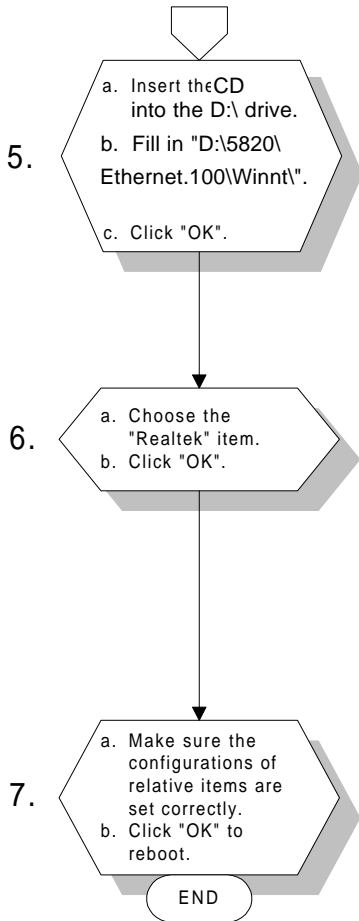 5.
a. Insert the CD
into the D:\ drive.
b. Fill in "D:\5820\
Ethernet.100\Winnt\".
c. Click "OK".
6.
a. Choose the
"Realtek" item.
b. Click "OK".
7.
a. Make sure the
configurations of
relative items are
set correctly.
b. Click "OK" to
reboot.
END